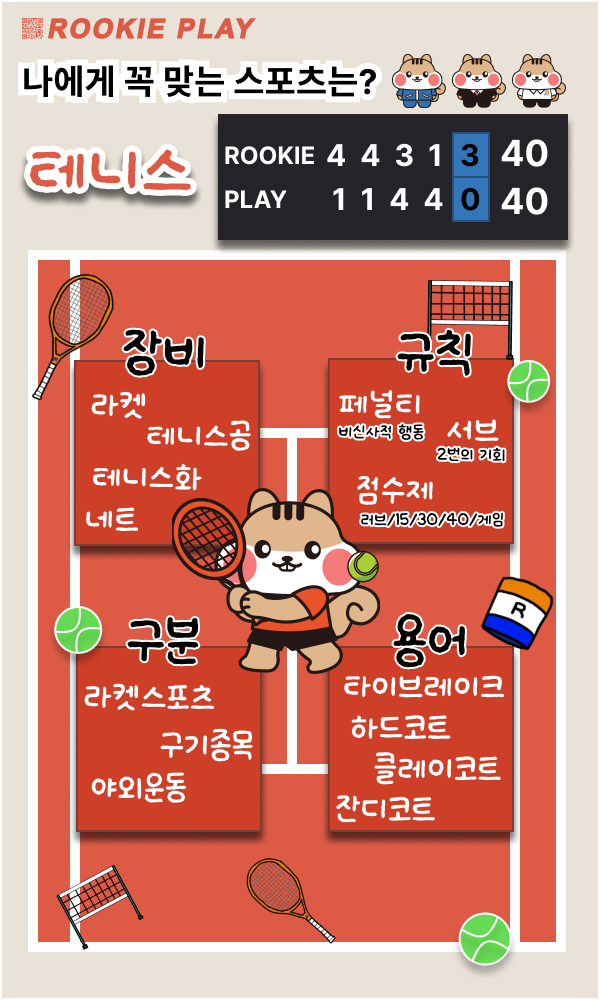 ROOKIE PLAY
나에게 꼭 맞는 스포츠는?
테니스
ROOKIE 4 4 3 1 3 40
PLAY 1 1 4 4 0 40
장비
라켓
테니스공
테니스화
네트
규칙
페널티
비신사적 행동
서브
2번의 기회
점수제
러브/15/30/40/게임
구분
라켓스포츠
구기종목
야외운동
R
용어
타이브레이크
하드코트
클레이코트
잔디코트